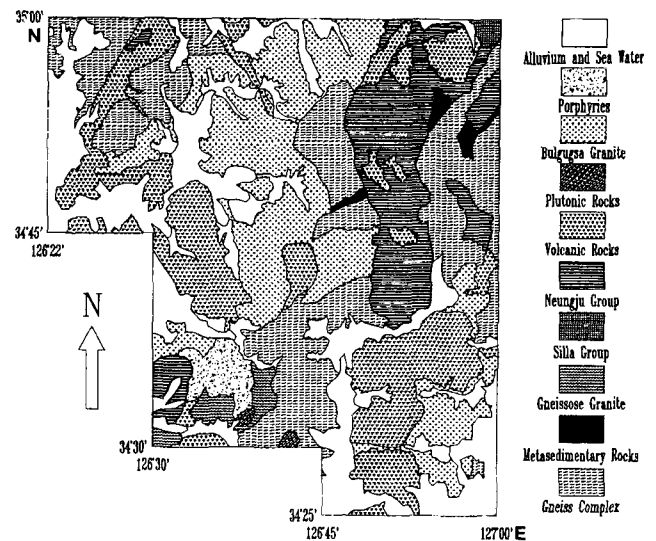 35°00'
N
34°45'
126°22'
N
34°30'
126°30'
34°25'
126°45'
127°00' E
Alluvium and Sea Water
Porphyries
Bulgugsa Granite
Plutonic Rocks
Volcanic Rocks
Neungju Group
Silla Group
Gneissose Granite
Metasedimentary Rocks
Gneiss Complex